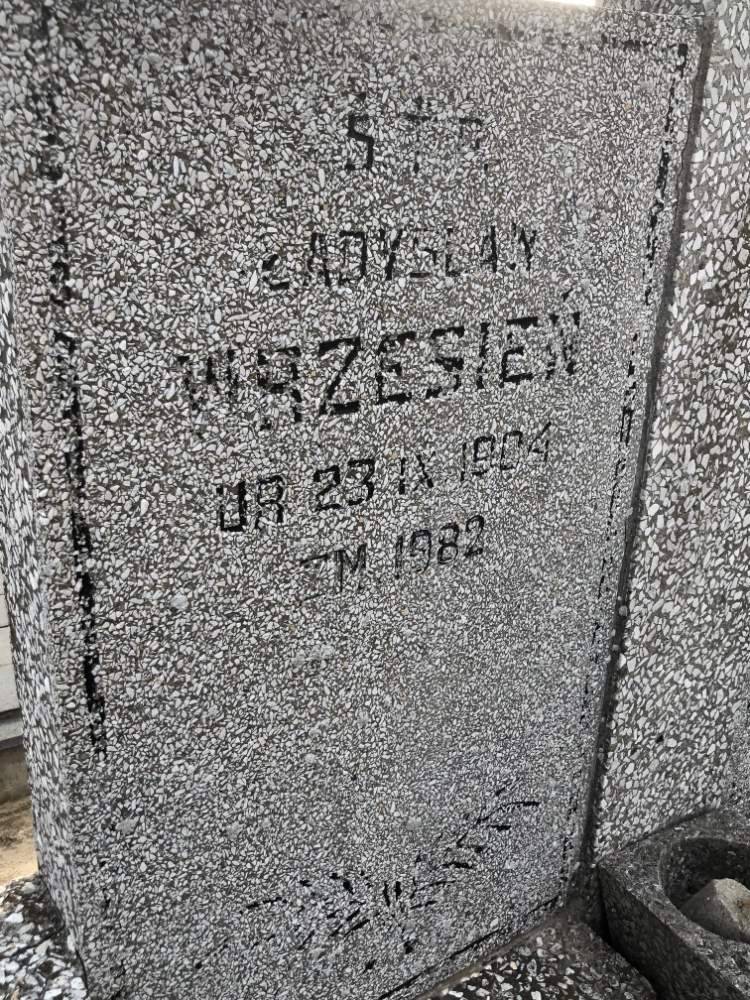 Ś † P
ŁADYSŁAW
WRZESIEŃ
UR 23 IX 1904
ZM 1982